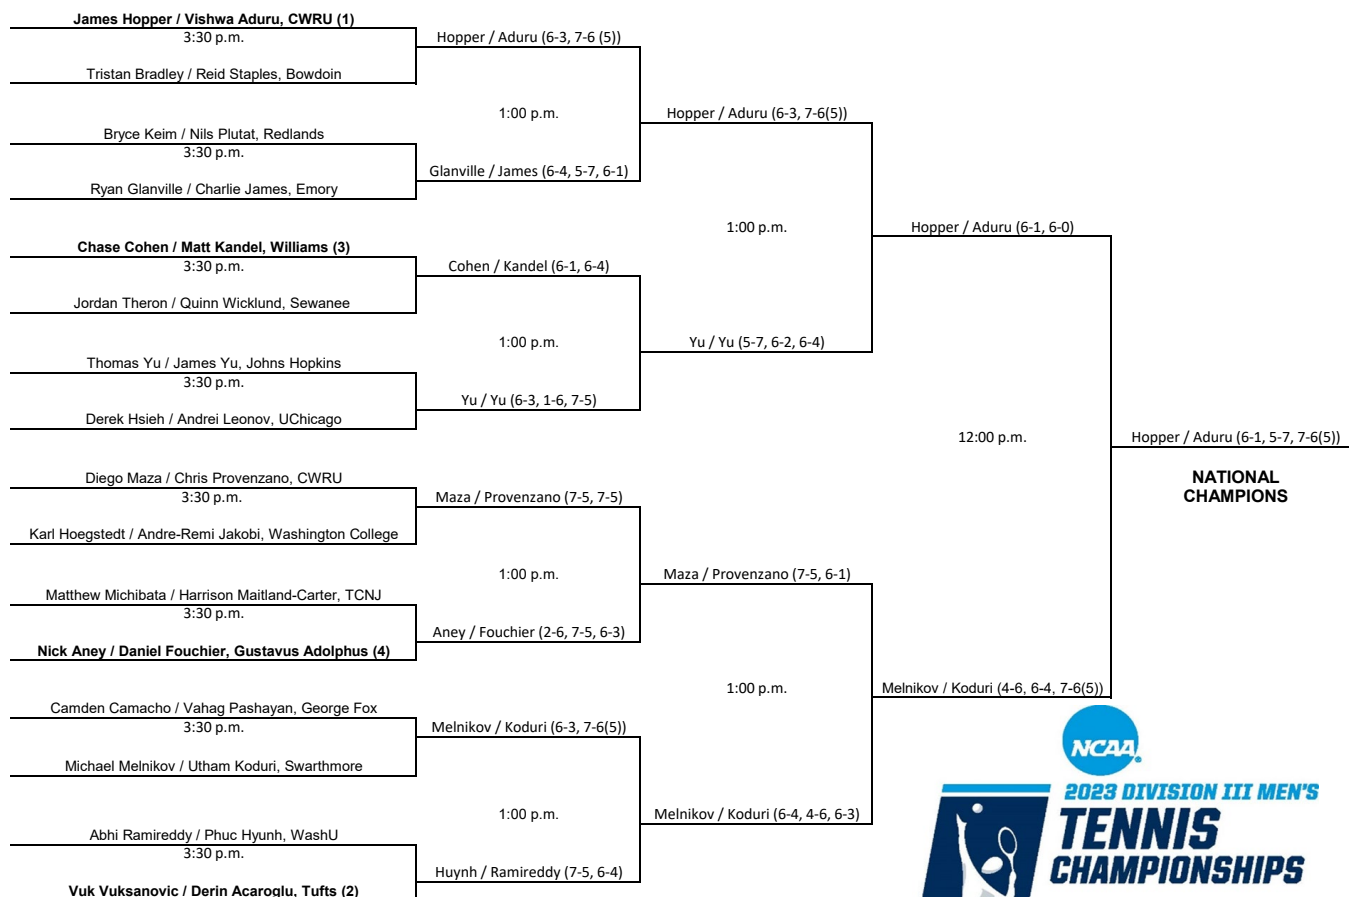 James Hopper / Vishwa Aduru, CWRU (1)
3:30 p.m.
Tristan Bradley / Reid Staples, Bowdoin
Bryce Keim / Nils Plutat, Redlands
3:30 p.m.
Ryan Glanville / Charlie James, Emory
Chase Cohen / Matt Kandel, Williams (3)
3:30 p.m.
Jordan Theron / Quinn Wicklund, Sewanee
Thomas Yu / James Yu, Johns Hopkins
3:30 p.m.
Derek Hsieh / Andrei Leonov, UChicago
Diego Maza / Chris Provenzano, CWRU
3:30 p.m.
Karl Hoegstedt / Andre-Remi Jakobi, Washington College
Matthew Michibata / Harrison Maitland-Carter, TCNJ
3:30 p.m.
Nick Aney / Daniel Fouchier, Gustavus Adolphus (4)
Camden Camacho / Vahag Pashayan, George Fox
3:30 p.m.
Michael Melnikov / Utham Koduri, Swarthmore
Abhi Ramireddy / Phuc Hyunh, WashU
3:30 p.m.
Vuk Vuksanovic / Derin Acaroglu, Tufts (2)
Hopper / Aduru (6-3, 7-6 (5))
1:00 p.m.
Glanville / James (6-4, 5-7, 6-1)
Cohen / Kandel (6-1, 6-4)
1:00 p.m.
Yu / Yu (6-3, 1-6, 7-5)
Maza / Provenzano (7-5, 7-5)
1:00 p.m.
Aney / Fouchier (2-6, 7-5, 6-3)
Melnikov / Koduri (6-3, 7-6(5))
1:00 p.m.
Huynh / Ramireddy (7-5, 6-4)
Hopper / Aduru (6-3, 7-6(5))
1:00 p.m.
Yu / Yu (5-7, 6-2, 6-4)
Maza / Provenzano (7-5, 6-1)
1:00 p.m.
Melnikov / Koduri (6-4, 4-6, 6-3)
Hopper / Aduru (6-1, 6-0)
12:00 p.m.
Melnikov / Koduri (4-6, 6-4, 7-6(5))
Hopper / Aduru (6-1, 5-7, 7-6(5))
NATIONAL
CHAMPIONS
NCAA
2023 DIVISION III MEN'S
TENNIS
CHAMPIONSHIPS